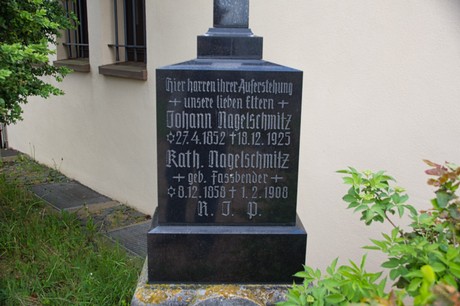 Hier harren ihrer Auferstehung
+ unsere lieben Eltern +
Johann Nagelschmitz
✡ 27.4.1852 † 18.12.1925
Kath. Nagelschmitz
+ geb. Fassbender +
✡ 8.12.1858 † 1.2.1908
R. I. P.